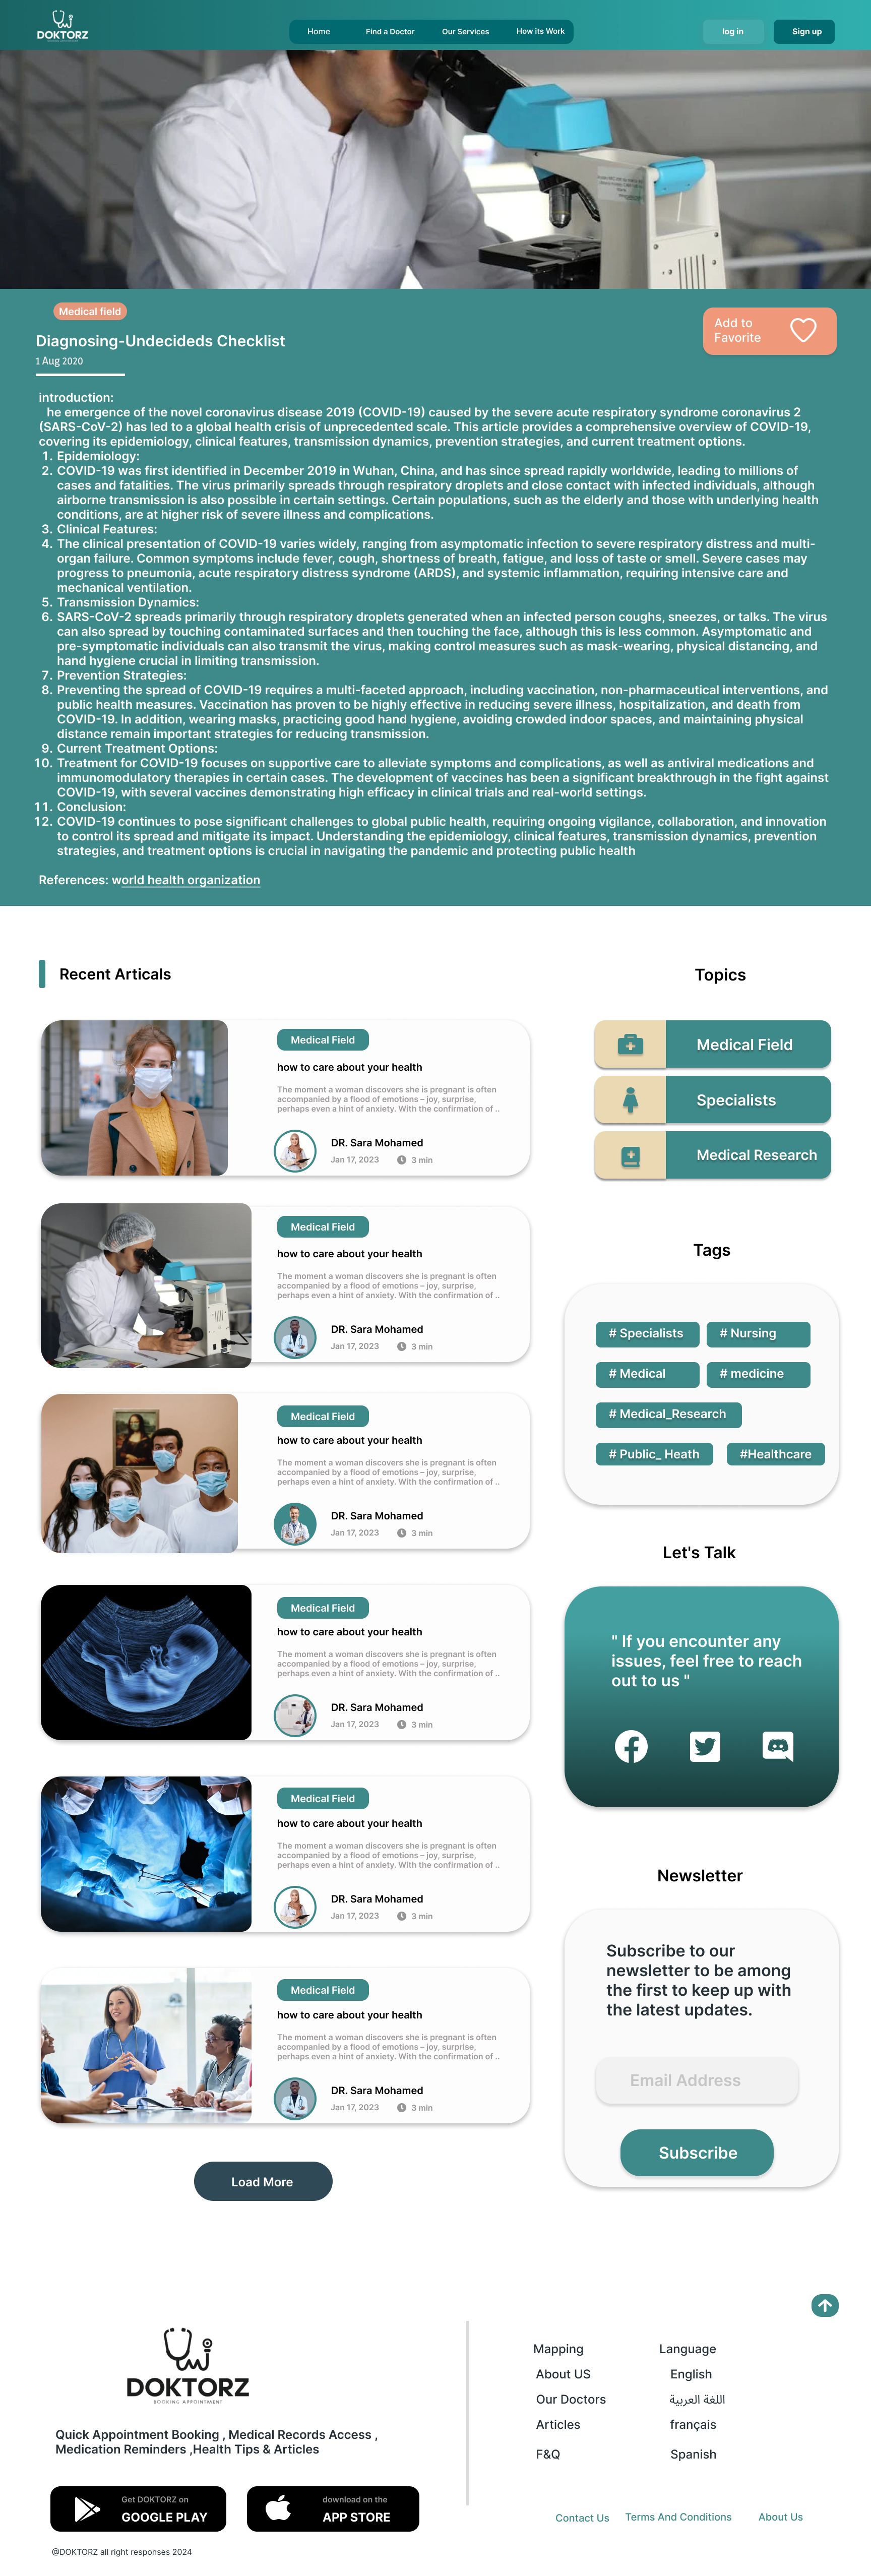 DOKTORZ
Home
Find a Doctor
Our Services
How its Work
log in
Sign up
Medical field
Diagnosing-Undecideds Checklist
1 Aug 2020
Add to
Favorite
introduction:
he emergence of the novel coronavirus disease 2019 (COVID-19) caused by the severe acute respiratory syndrome coronavirus 2
(SARS-CoV-2) has led to a global health crisis of unprecedented scale. This article provides a comprehensive overview of COVID-19,
covering its epidemiology, clinical features, transmission dynamics, prevention strategies, and current treatment options.
1. Epidemiology:
2. COVID-19 was first identified in December 2019 in Wuhan, China, and has since spread rapidly worldwide, leading to millions of
cases and fatalities. The virus primarily spreads through respiratory droplets and close contact with infected individuals, although
airborne transmission is also possible in certain settings. Certain populations, such as the elderly and those with underlying health
conditions, are at higher risk of severe illness and complications.
3. Clinical Features:
4. The clinical presentation of COVID-19 varies widely, ranging from asymptomatic infection to severe respiratory distress and multi-
organ failure. Common symptoms include fever, cough, shortness of breath, fatigue, and loss of taste or smell. Severe cases may
progress to pneumonia, acute respiratory distress syndrome (ARDS), and systemic inflammation, requiring intensive care and
mechanical ventilation.
5. Transmission Dynamics:
6. SARS-CoV-2 spreads primarily through respiratory droplets generated when an infected person coughs, sneezes, or talks. The virus
can also spread by touching contaminated surfaces and then touching the face, although this is less common. Asymptomatic and
pre-symptomatic individuals can also transmit the virus, making control measures such as mask-wearing, physical distancing, and
hand hygiene crucial in limiting transmission.
7. Prevention Strategies:
8. Preventing the spread of COVID-19 requires a multi-faceted approach, including vaccination, non-pharmaceutical interventions, and
public health measures. Vaccination has proven to be highly effective in reducing severe illness, hospitalization, and death from
COVID-19. In addition, wearing masks, practicing good hand hygiene, avoiding crowded indoor spaces, and maintaining physical
distance remain important strategies for reducing transmission.
9. Current Treatment Options:
10. Treatment for COVID-19 focuses on supportive care to alleviate symptoms and complications, as well as antiviral medications and
immunomodulatory therapies in certain cases. The development of vaccines has been a significant breakthrough in the fight against
COVID-19, with several vaccines demonstrating high efficacy in clinical trials and real-world settings.
11. Conclusion:
12. COVID-19 continues to pose significant challenges to global public health, requiring ongoing vigilance, collaboration, and innovation
to control its spread and mitigate its impact. Understanding the epidemiology, clinical features, transmission dynamics, prevention
strategies, and treatment options is crucial in navigating the pandemic and protecting public health
References: world health organization
Recent Articals
Medical Field
how to care about your health
The moment a woman discovers she is pregnant is often
accompanied by a flood of emotions – joy, surprise,
perhaps even a hint of anxiety. With the confirmation of ..
DR. Sara Mohamed
Jan 17, 2023
3 min
Medical Field
how to care about your health
The moment a woman discovers she is pregnant is often
accompanied by a flood of emotions – joy, surprise,
perhaps even a hint of anxiety. With the confirmation of ..
DR. Sara Mohamed
Jan 17, 2023
3 min
Medical Field
how to care about your health
The moment a woman discovers she is pregnant is often
accompanied by a flood of emotions – joy, surprise,
perhaps even a hint of anxiety. With the confirmation of ..
DR. Sara Mohamed
Jan 17, 2023
3 min
Medical Field
how to care about your health
The moment a woman discovers she is pregnant is often
accompanied by a flood of emotions – joy, surprise,
perhaps even a hint of anxiety. With the confirmation of ..
DR. Sara Mohamed
Jan 17, 2023
3 min
Medical Field
how to care about your health
The moment a woman discovers she is pregnant is often
accompanied by a flood of emotions – joy, surprise,
perhaps even a hint of anxiety. With the confirmation of ..
DR. Sara Mohamed
Jan 17, 2023
3 min
Medical Field
how to care about your health
The moment a woman discovers she is pregnant is often
accompanied by a flood of emotions – joy, surprise,
perhaps even a hint of anxiety. With the confirmation of ..
DR. Sara Mohamed
Jan 17, 2023
3 min
Load More
Topics
Medical Field
Specialists
Medical Research
Tags
# Specialists
# Nursing
# Medical
# medicine
# Medical_Research
# Public_ Heath
#Healthcare
Let's Talk
" If you encounter any
issues, feel free to reach
out to us "
Newsletter
Subscribe to our
newsletter to be among
the first to keep up with
the latest updates.
Email Address
Subscribe
DOKTORZ
BOOKING APPOINTMENT
Quick Appointment Booking , Medical Records Access ,
Medication Reminders ,Health Tips & Articles
Get DOKTORZ on
GOOGLE PLAY
download on the
APP STORE
@DOKTORZ all right responses 2024
Mapping
About US
Our Doctors
Articles
F&Q
Language
English
اللغة العربية
français
Spanish
Contact Us
Terms And Conditions
About Us